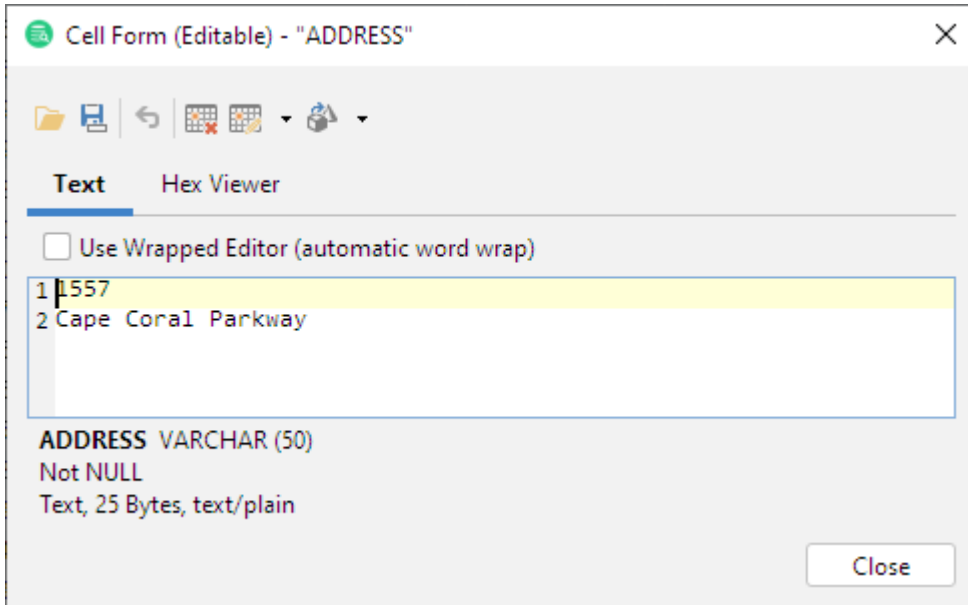 Cell Form (Editable) - "ADDRESS"
Text Hex Viewer
Use Wrapped Editor (automatic word wrap)
1 1557
2 Cape Coral Parkway
ADDRESS VARCHAR (50)
Not NULL
Text, 25 Bytes, text/plain
Close